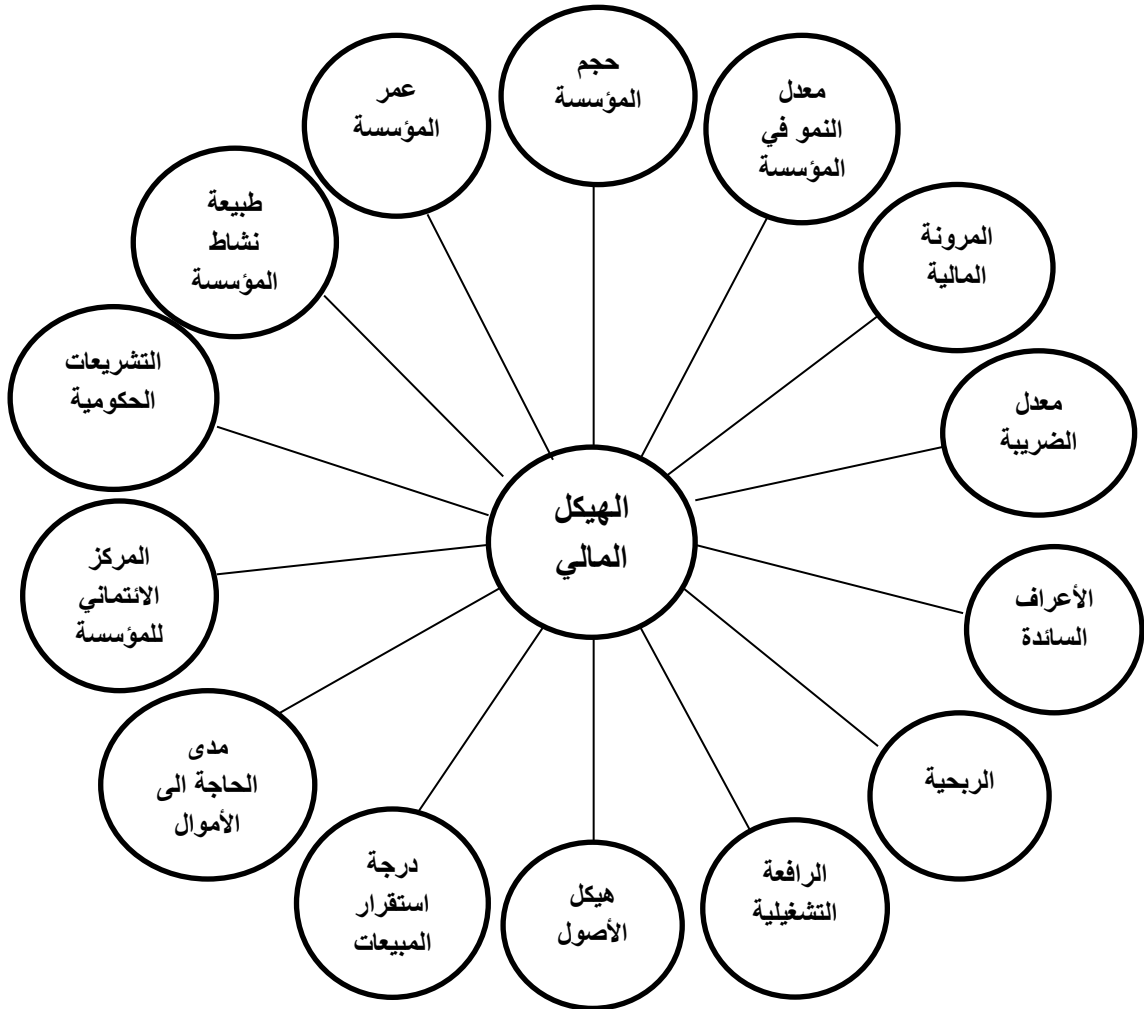 حجم
المؤسسة
معدل
النمو في
المؤسسة
المرونة
المالية
معدل
الضريبة
الأعراف
السائدة
الربحية
الرافعة
التشغيلية
هيكل
الأصول
درجة
استقرار
المبيعات
مدى
الحاجة الى
الأموال
المركز
الائتماني
للمؤسسة
التشريعات
الحكومية
طبيعة
نشاط
المؤسسة
عمر
المؤسسة
الهيكل
المالي